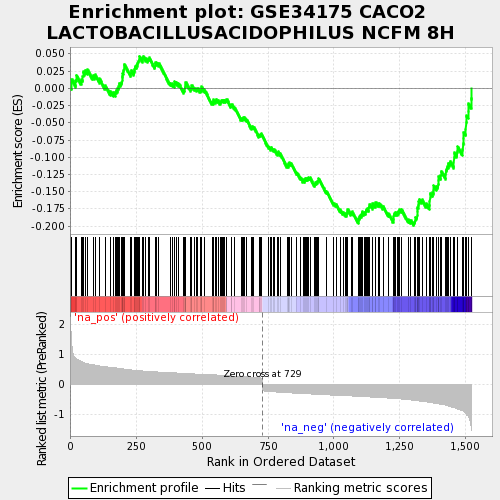 Enrichment plot: GSE34175 CACO2
LACTOBACILLUSACIDOPHILUS NCFM 8H
Enrichment score (ES)
0.050
0.025
0.000
-0.025
-0.050
-0.075
-0.100
-0.125
-0.150
-0.175
-0.200
'na_pos' (positively correlated)
Ranked list metric (PreRanked)
2
1
0
-1
Zero cross at 729
'na_neg' (negatively correlated)
0
250
500
750
1,000
1,250
1,500
Rank in Ordered Dataset
Enrichment profile
Hits
Ranking metric scores